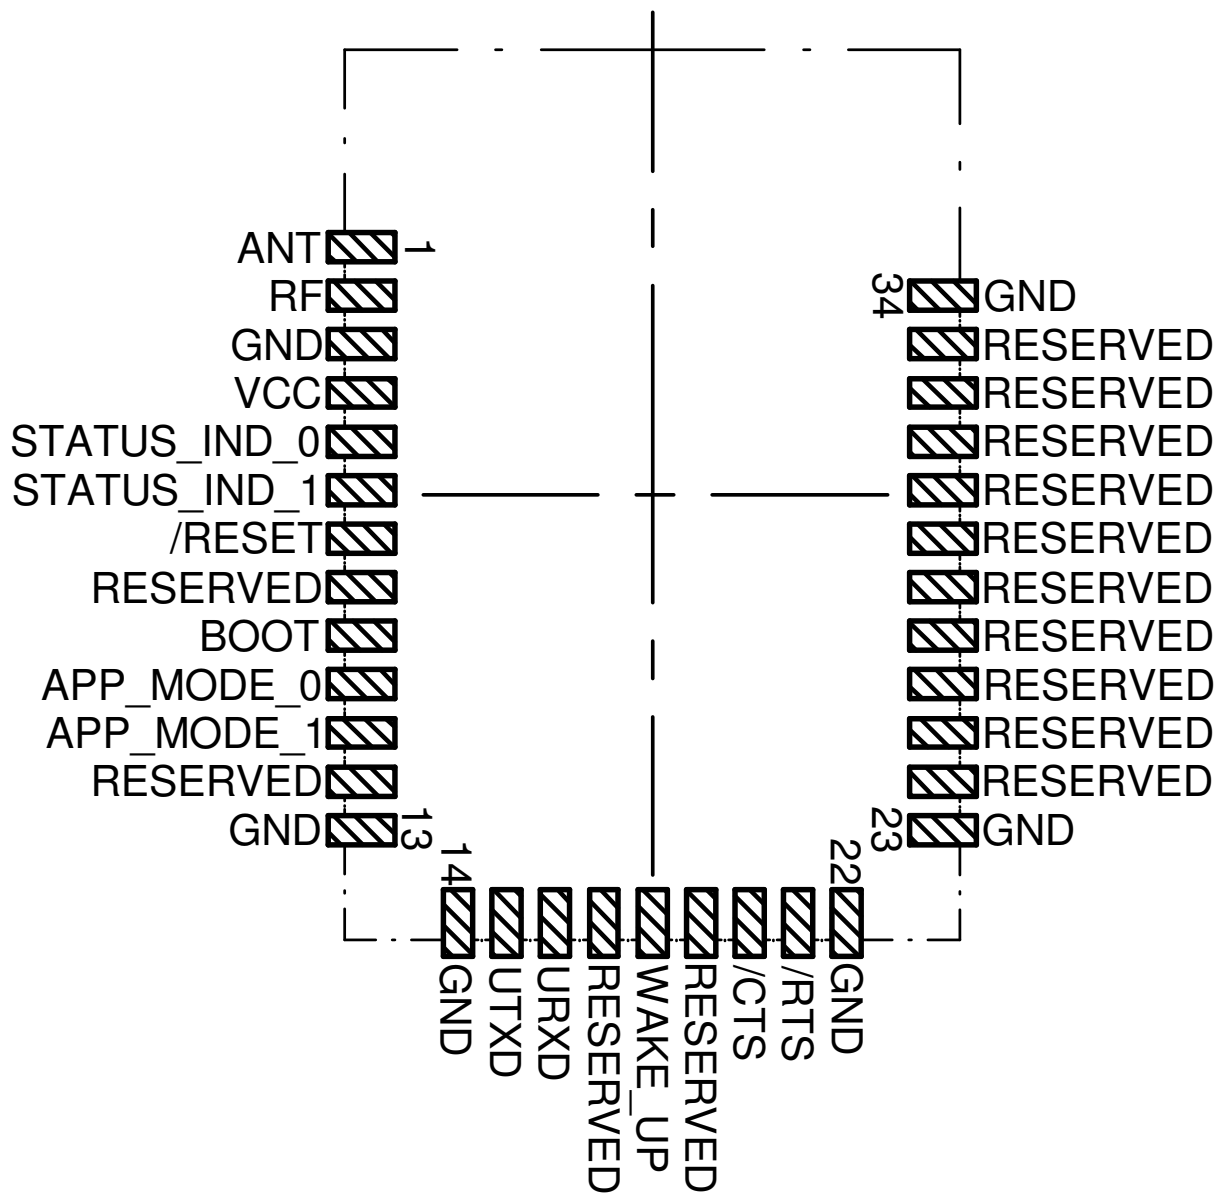 ANT 1
RF
GND
VCC
STATUS_IND_0
STATUS_IND_1
/RESET
RESERVED
BOOT
APP_MODE_0
APP_MODE_1
RESERVED
GND 13
14 22
GND
UTXD
URXD
RESERVED
WAKE_UP
RESERVED
/CTS
/RTS
GND
34 GND
RESERVED
RESERVED
RESERVED
RESERVED
RESERVED
RESERVED
RESERVED
RESERVED
RESERVED
RESERVED
23 GND